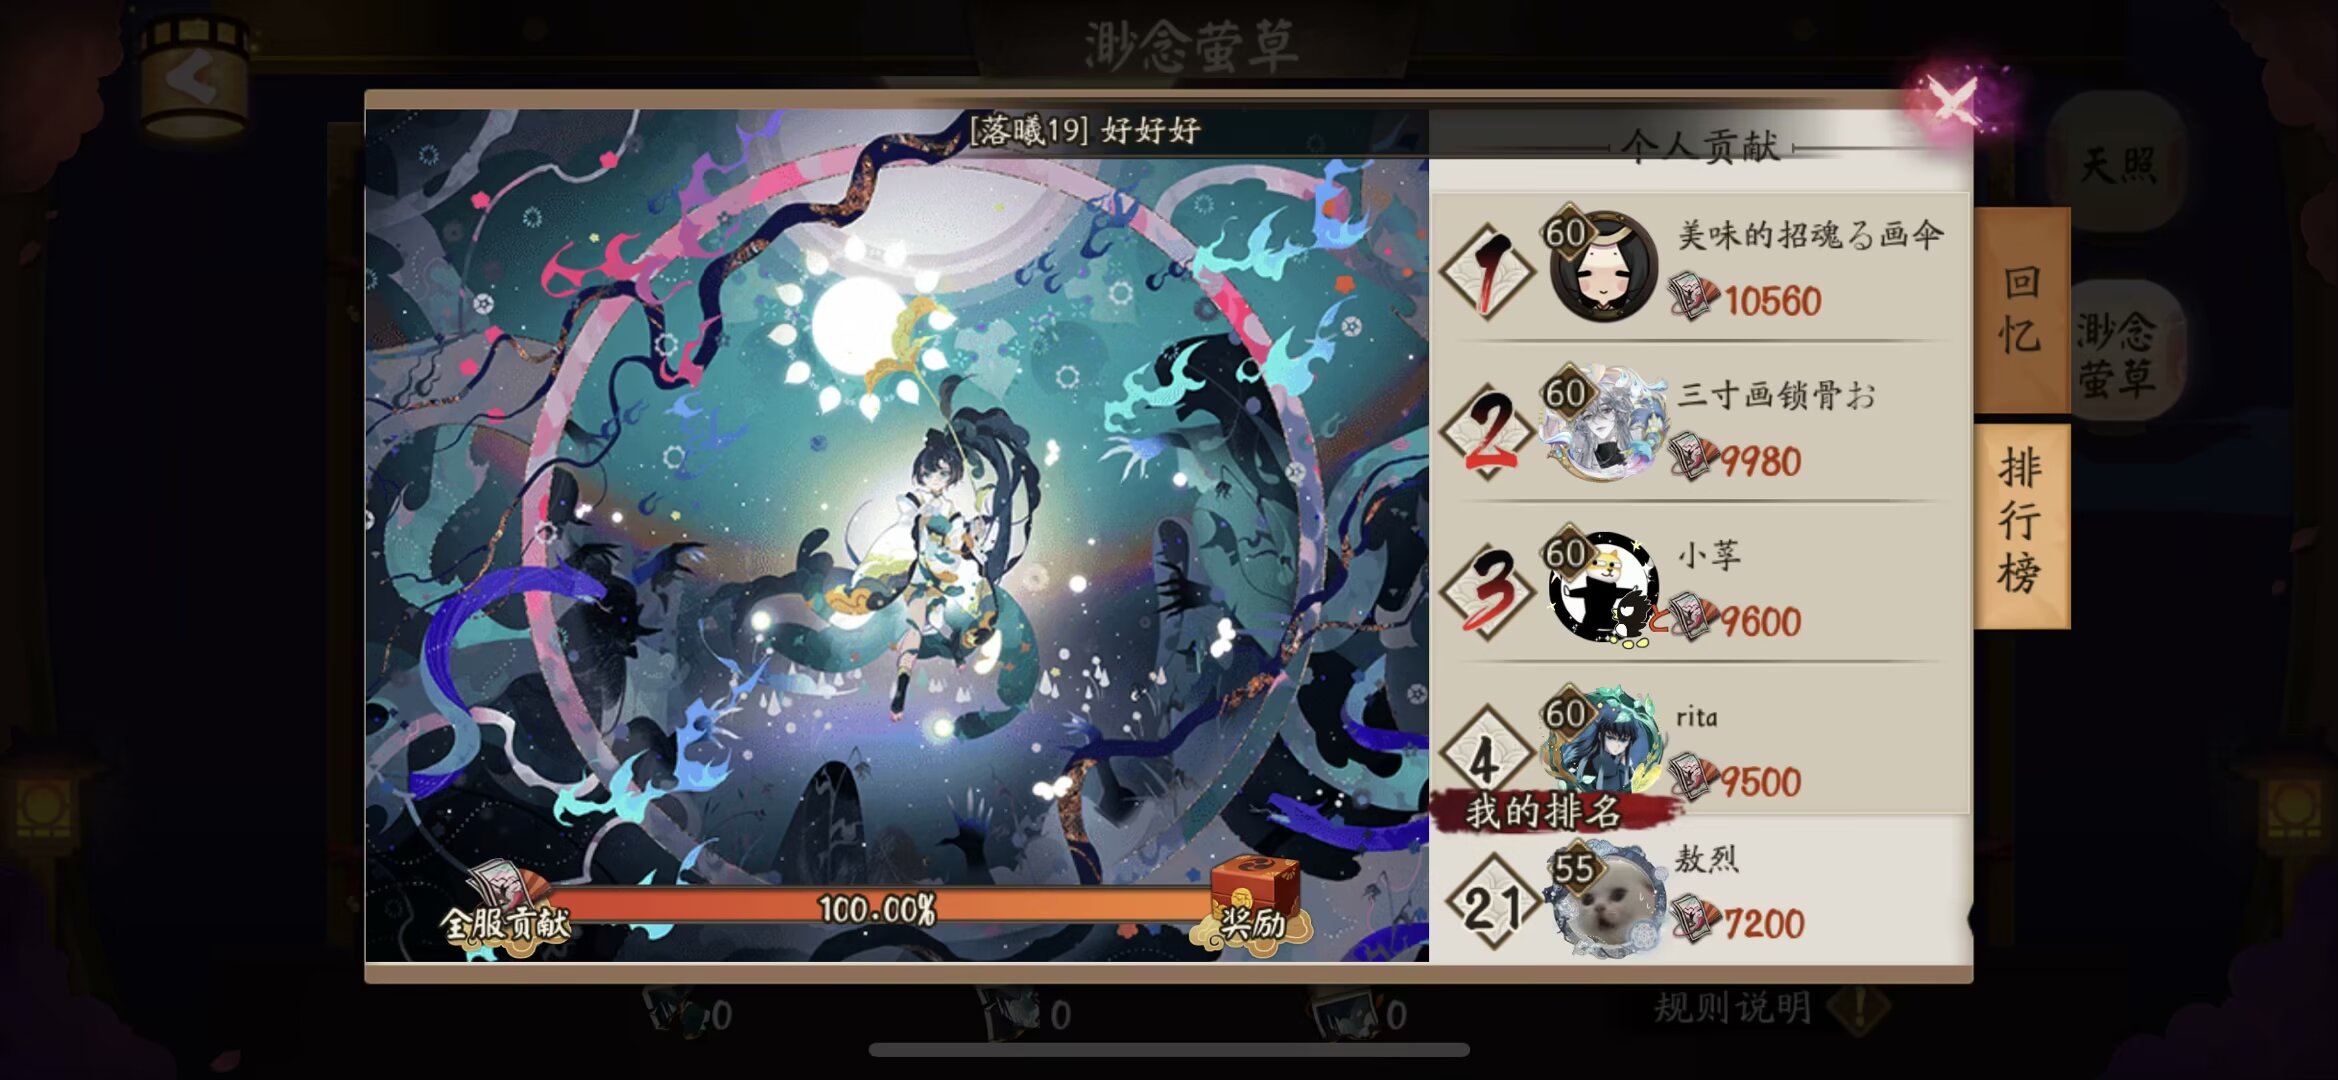 渺念萤草
[落曦19] 好好好
个人贡献
天照
1
60
美味的招魂る画伞
10560
回忆
渺念
萤草
2
60
三寸画锁骨お
9980
排行榜
3
60
小莩
9600
4
60
rita
9500
我的排名
21
55
敖烈
7200
全服贡献
100.00%
奖励
0
0
0
规则说明